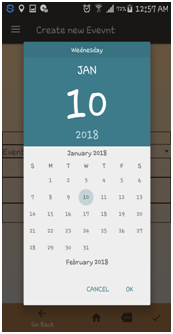 72% 12:57 AM
Create new Evevnt
Wednesday
JAN
10
2018
January 2018
S M T W T F S
1 2 3 4 5 6
7 8 9 10 11 12 13
14 15 16 17 18 19 20
21 22 23 24 25 26 27
28 29 30 31
February 2018
CANCEL OK
Go Back